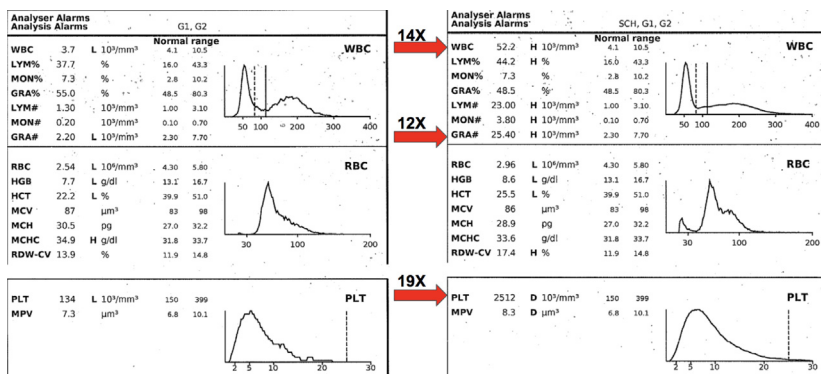 Analyser Alarms
Analysis Alarms G1, G2
Normal range
WBC 3.7 L 10³/mm³ 4.1 10.5
LYM% 37.7 % 16.0 43.3
MON% 7.3 % 2.8 10.2
GRA% 55.0 % 48.5 80.3
LYM# 1.30 10³/mm³ 1.00 3.10
MON# 0.20 10³/mm³ 0.10 0.70
GRA# 2.20 L 10³/mm³ 2.30 7.70
WBC
50 100 200 300 400
RBC 2.54 L 10⁶/mm³ 4.30 5.80
HGB 7.7 L g/dl 13.1 16.7
HCT 22.2 L % 39.9 51.0
MCV 87 µm³ 83 98
MCH 30.5 pg 27.0 32.2
MCHC 34.9 H g/dl 31.8 33.7
RDW-CV 13.9 % 11.9 14.8
RBC
30 100 200
PLT 134 L 10³/mm³ 150 399
MPV 7.3 µm³ 6.8 10.1
PLT
2 5 10 20 30
14X
12X
19X
Analyser Alarms
Analysis Alarms SCH, G1, G2
Normal range
WBC 52.2 H 10³/mm³ 4.1 10.5
LYM% 44.2 H % 16.0 43.3
MON% 7.3 % 2.8 10.2
GRA% 48.5 % 48.5 80.3
LYM# 23.00 H 10³/mm³ 1.00 3.10
MON# 3.80 H 10³/mm³ 0.10 0.70
GRA# 25.40 H 10³/mm³ 2.30 7.70
WBC
50 100 200 300 400
RBC 2.96 L 10⁶/mm³ 4.30 5.80
HGB 8.6 L g/dl 13.1 16.7
HCT 25.5 L % 39.9 51.0
MCV 86 µm³ 83 98
MCH 28.9 pg 27.0 32.2
MCHC 33.6 g/dl 31.8 33.7
RDW-CV 17.4 H % 11.9 14.8
RBC
30 100 200
PLT 2512 D 10³/mm³ 150 399
MPV 8.3 D µm³ 6.8 10.1
PLT
2 5 10 20 30